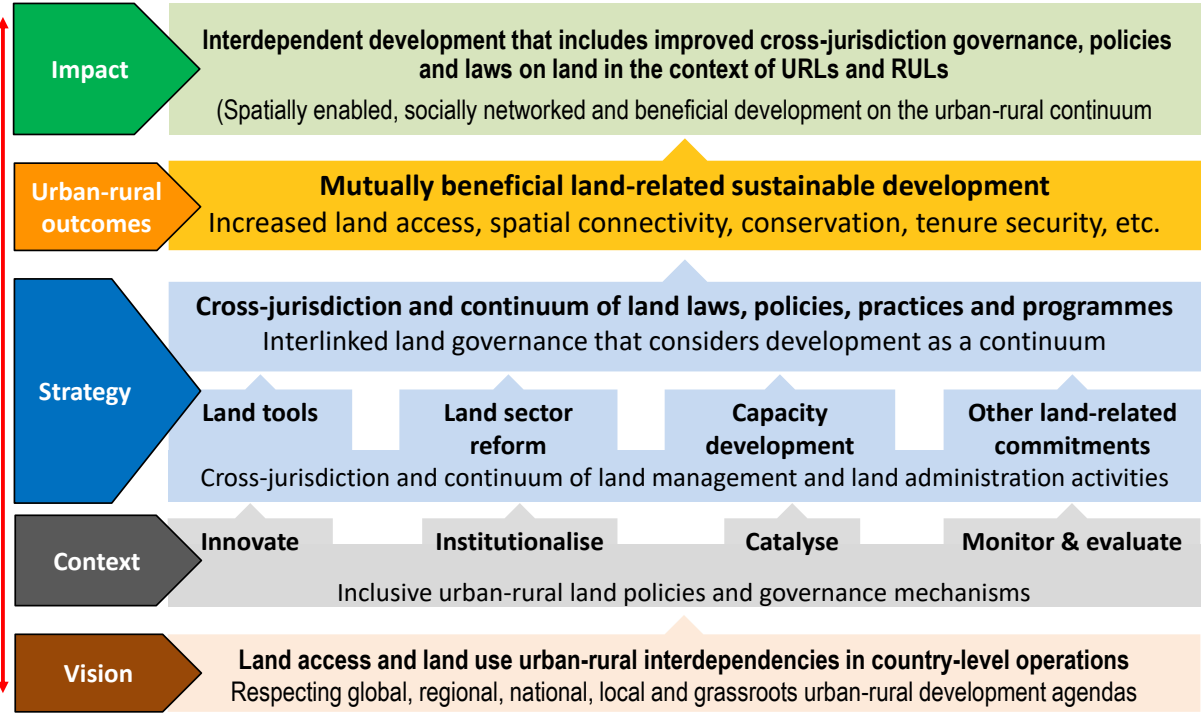 Impact
Interdependent development that includes improved cross-jurisdiction governance, policies
and laws on land in the context of URLs and RULs
(Spatially enabled, socially networked and beneficial development on the urban-rural continuum
Urban-rural
outcomes
Mutually beneficial land-related sustainable development
Increased land access, spatial connectivity, conservation, tenure security, etc.
Strategy
Cross-jurisdiction and continuum of land laws, policies, practices and programmes
Interlinked land governance that considers development as a continuum
Land tools
Land sector
reform
Capacity
development
Other land-related
commitments
Cross-jurisdiction and continuum of land management and land administration activities
Context
Innovate
Institutionalise
Catalyse
Monitor & evaluate
Inclusive urban-rural land policies and governance mechanisms
Vision
Land access and land use urban-rural interdependencies in country-level operations
Respecting global, regional, national, local and grassroots urban-rural development agendas